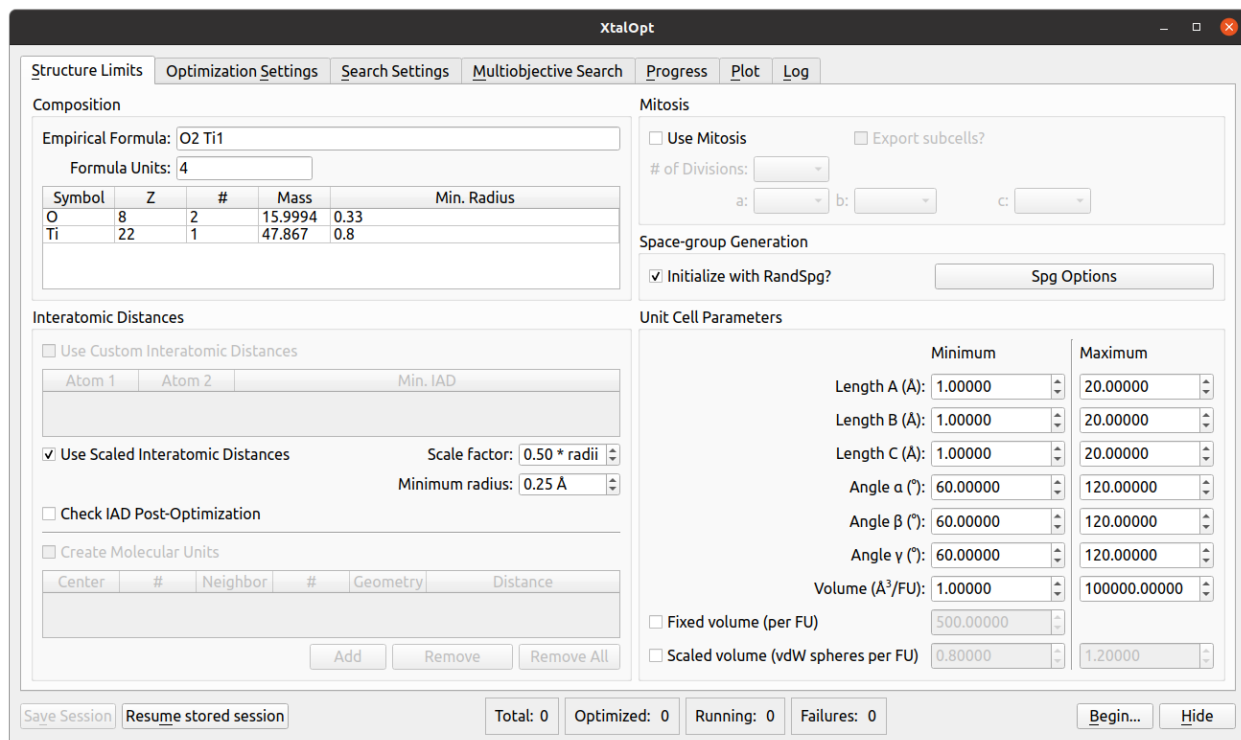 XtalOpt
Structure Limits Optimization Settings Search Settings Multiobjective Search Progress Plot Log
Composition
Empirical Formula: O2 Ti1
Formula Units: 4
Symbol Z # Mass Min. Radius
O 8 2 15.9994 0.33
Ti 22 1 47.867 0.8
Interatomic Distances
Use Custom Interatomic Distances
Atom 1 Atom 2 Min. IAD
Use Scaled Interatomic Distances Scale factor: 0.50 * radii
Minimum radius: 0.25 Å
Check IAD Post-Optimization
Create Molecular Units
Center # Neighbor # Geometry Distance
Add Remove Remove All
Mitosis
Use Mitosis Export subcells?
# of Divisions:
a: b: c:
Space-group Generation
Initialize with RandSpg? Spg Options
Unit Cell Parameters
Minimum Maximum
Length A (Å): 1.00000 20.00000
Length B (Å): 1.00000 20.00000
Length C (Å): 1.00000 20.00000
Angle α (°): 60.00000 120.00000
Angle β (°): 60.00000 120.00000
Angle γ (°): 60.00000 120.00000
Volume (Å³/FU): 1.00000 100000.00000
Fixed volume (per FU) 500.00000
Scaled volume (vdW spheres per FU) 0.80000 1.20000
Save Session Resume stored session Total: 0 Optimized: 0 Running: 0 Failures: 0 Begin... Hide